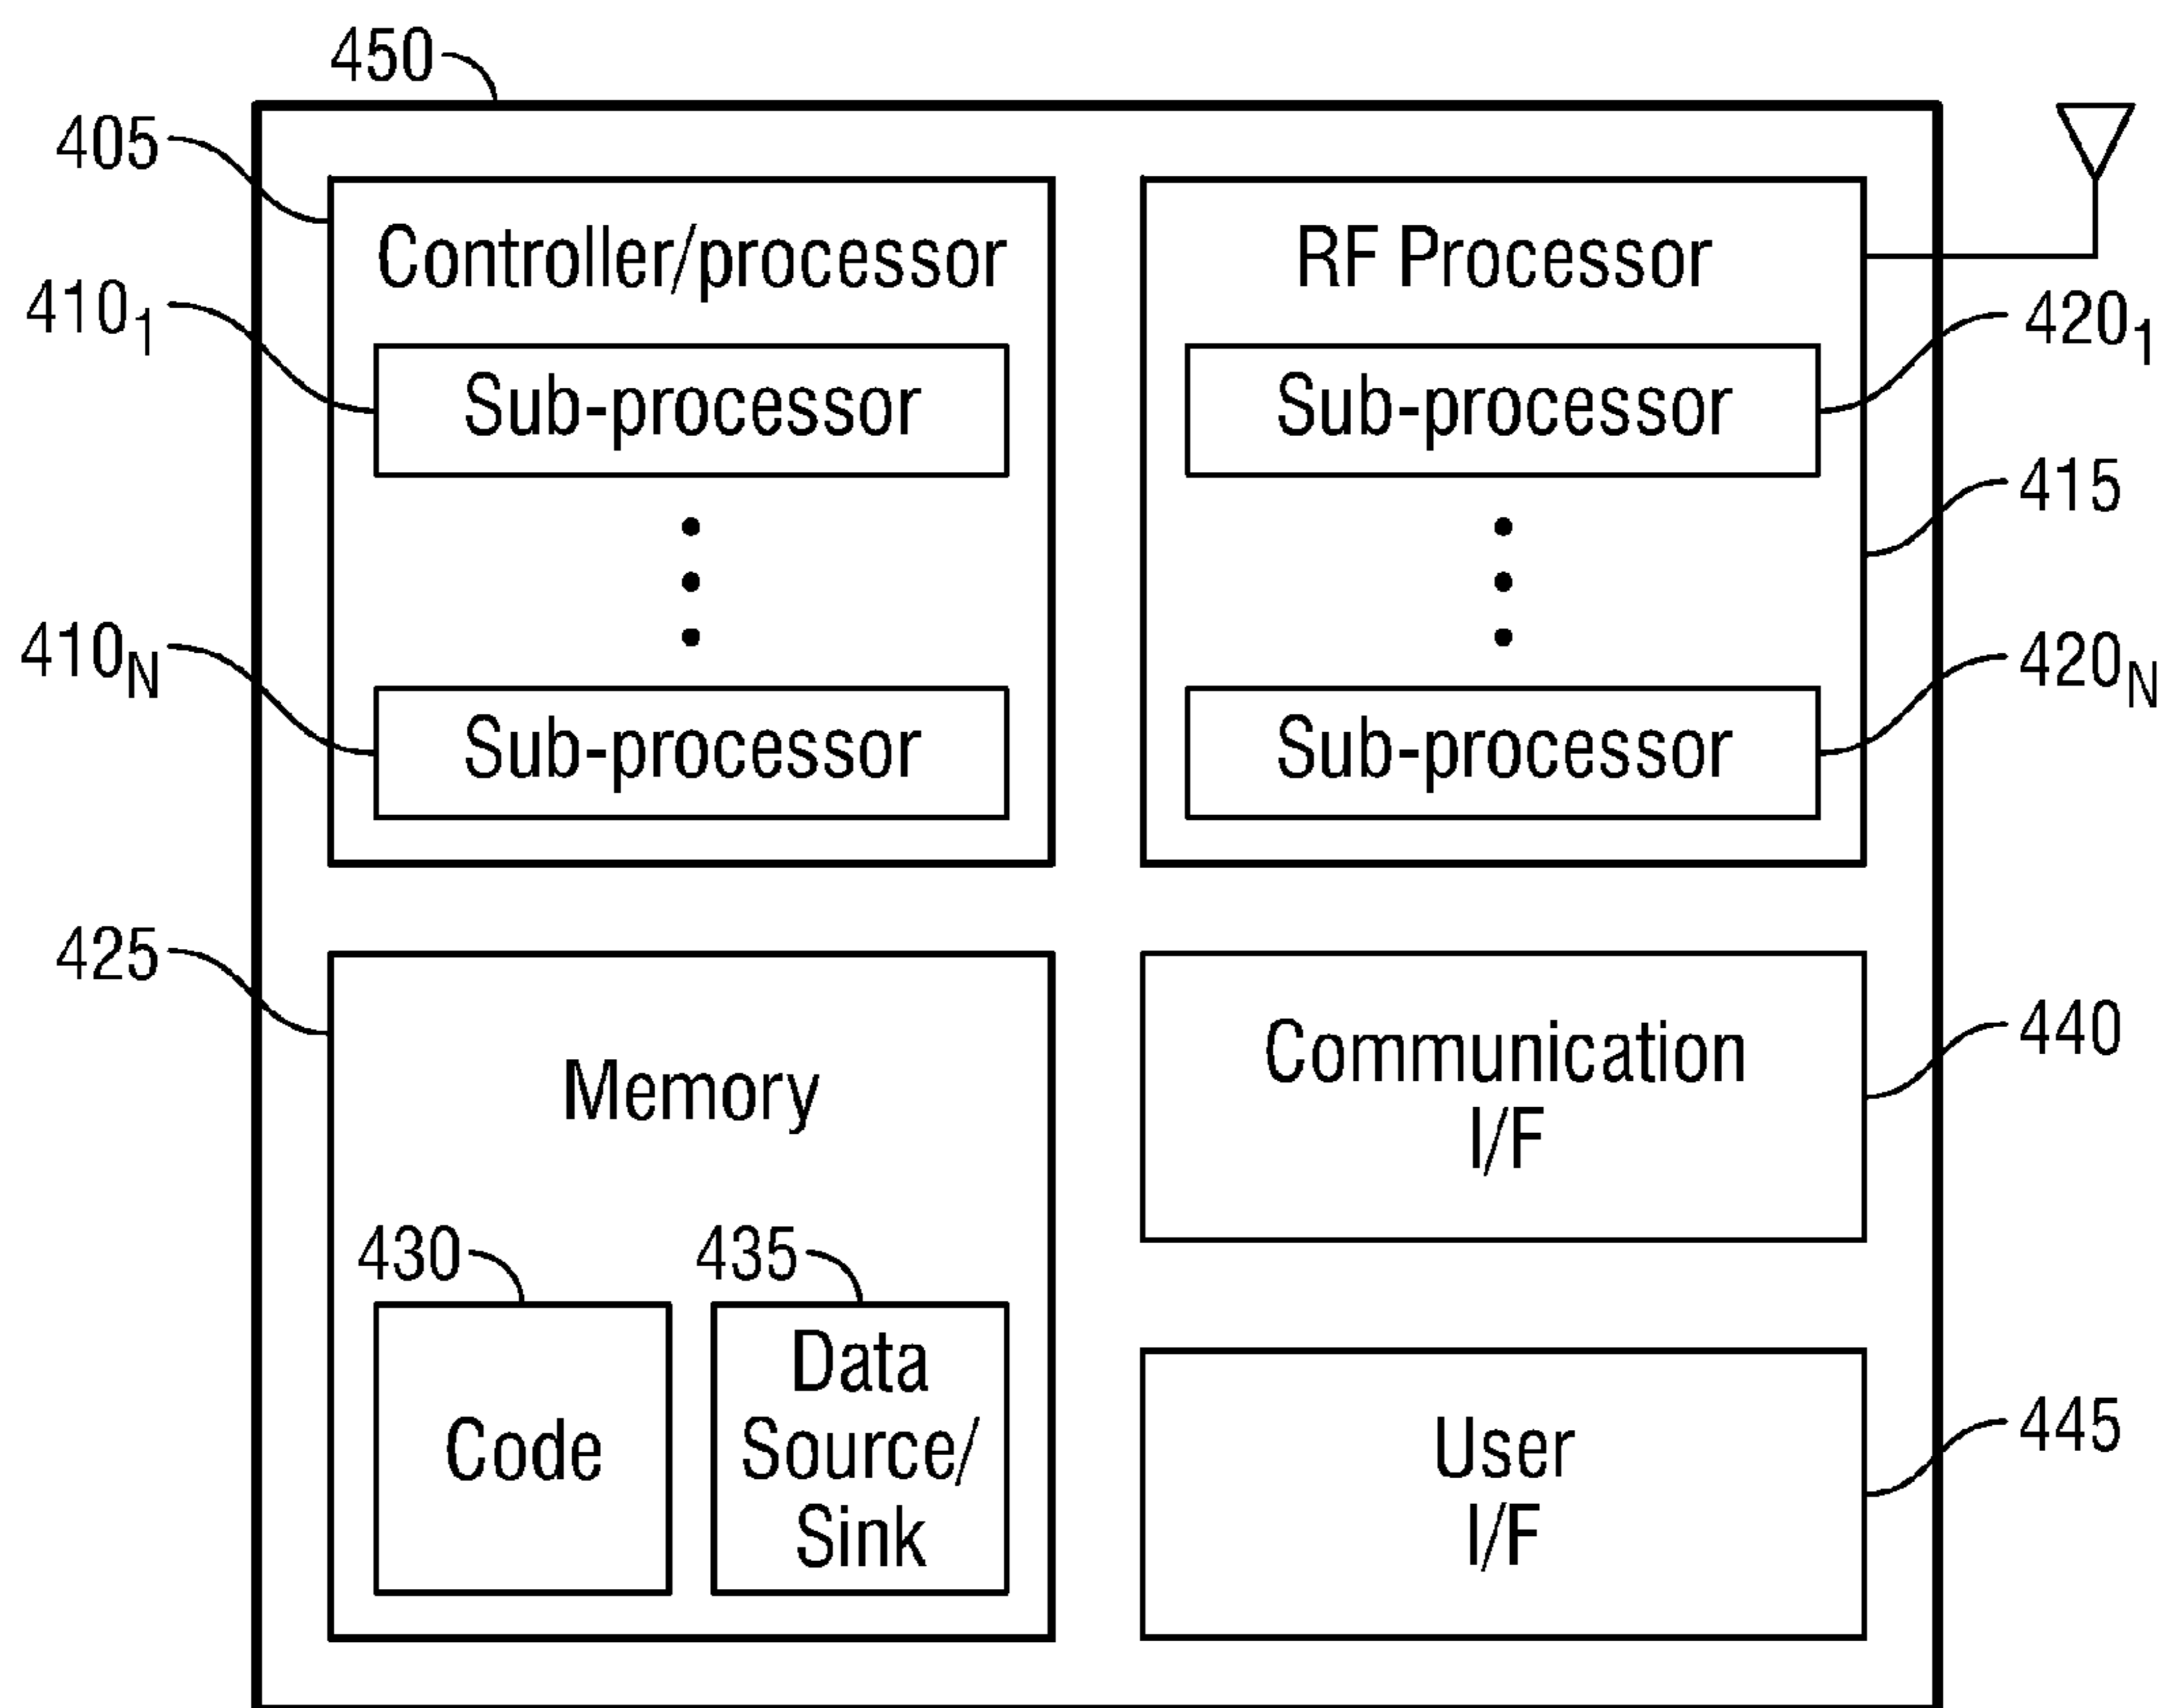 450
405
Controller/processor
RF Processor
410₁
420₁
Sub-processor
Sub-processor
415
410N
420N
Sub-processor
Sub-processor
425
Memory
Communication
I/F
440
430
435
Code
Data
Source/
Sink
User
I/F
445